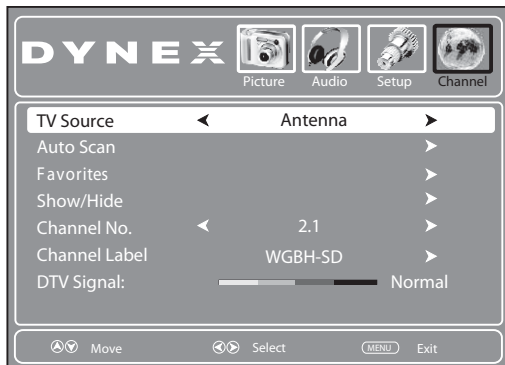 DYNEX
Picture Audio Setup Channel
TV Source Antenna
Auto Scan
Favorites
Show/Hide
Channel No. 2.1
Channel Label WGBH-SD
DTV Signal: Normal
Move Select MENU Exit